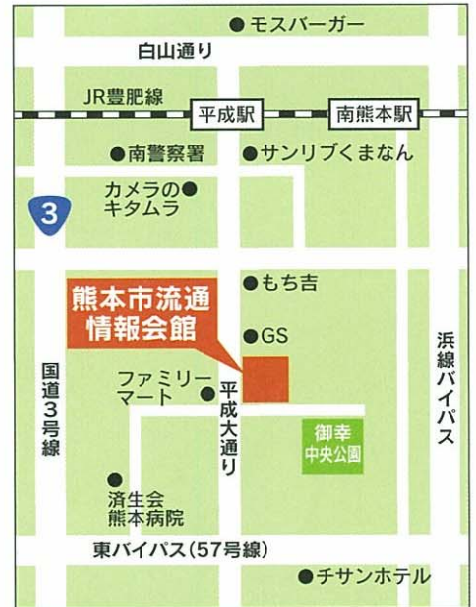 モスバーガー
白山通り
JR豊肥線
平成駅
南熊本駅
南警察署
サンリブくまなん
カメラの
キタムラ
3
もち吉
熊本市流通
情報会館
GS
国道3号線
ファミリー
マート
平成大通り
浜線バイパス
御幸
中央公園
済生会
熊本病院
東バイパス(57号線)
チサンホテル